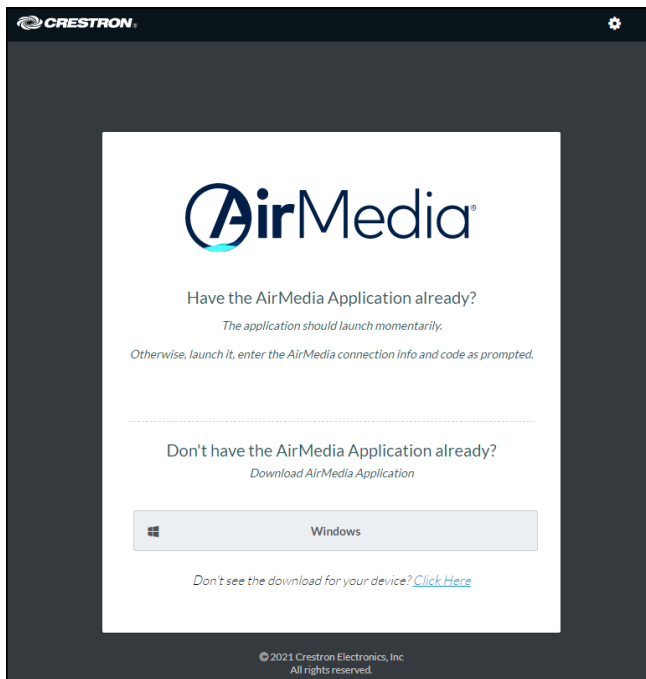 CRESTRON®
AirMedia®
Have the AirMedia Application already?
The application should launch momentarily.
Otherwise, launch it, enter the AirMedia connection info and code as prompted.
Don't have the AirMedia Application already?
Download AirMedia Application
Windows
Don't see the download for your device? Click Here
© 2021 Crestron Electronics, Inc
All rights reserved.